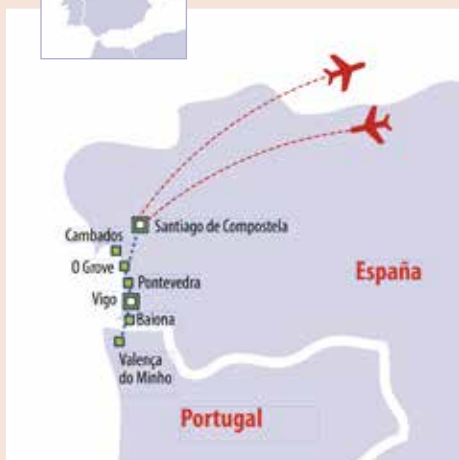 Santiago de Compostela
Cambados
O Grove
Pontevedra
España
Vigo
Baiona
Valença
do Minho
Portugal